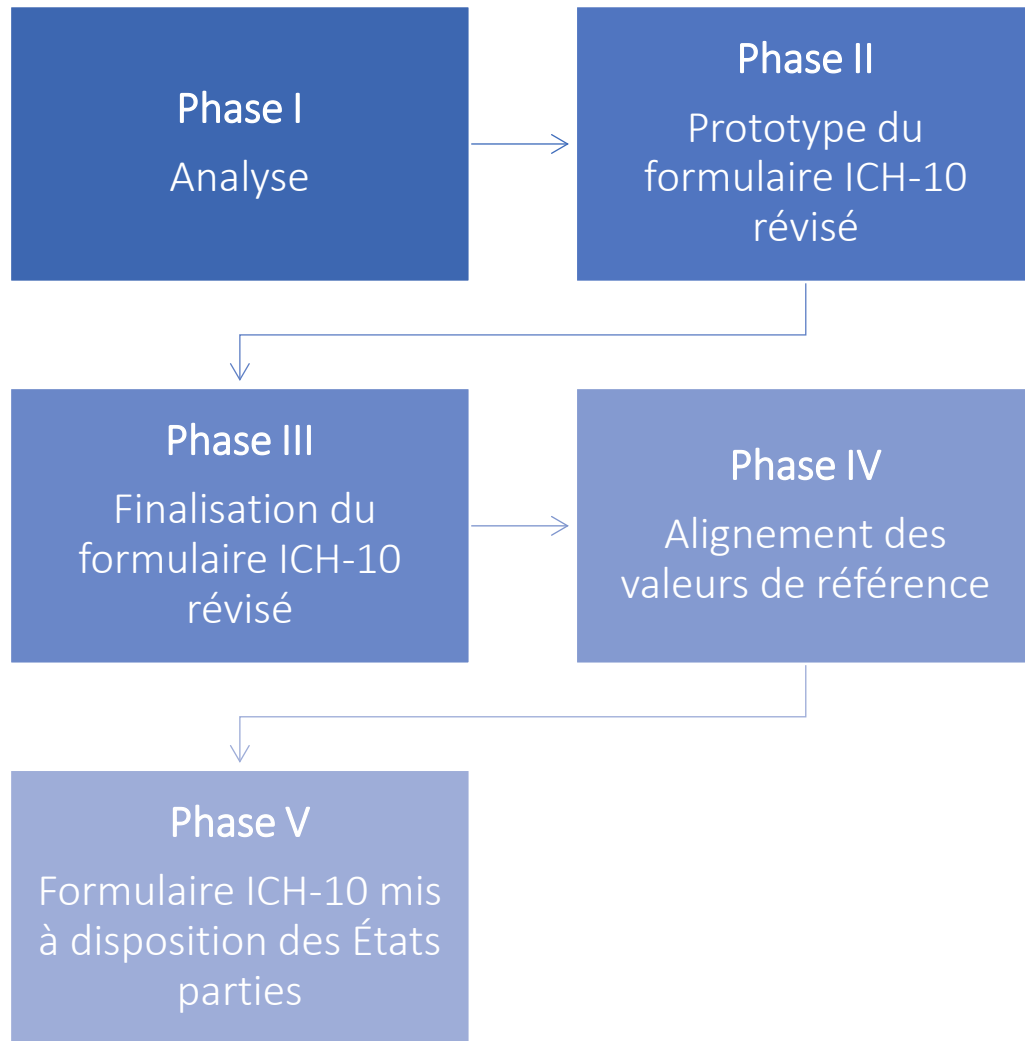 Phase I
Analyse
Phase II
Prototype du
formulaire ICH-10
révisé
Phase III
Finalisation du
formulaire ICH-10
révisé
Phase IV
Alignement des
valeurs de référence
Phase V
Formulaire ICH-10 mis
à disposition des États
parties